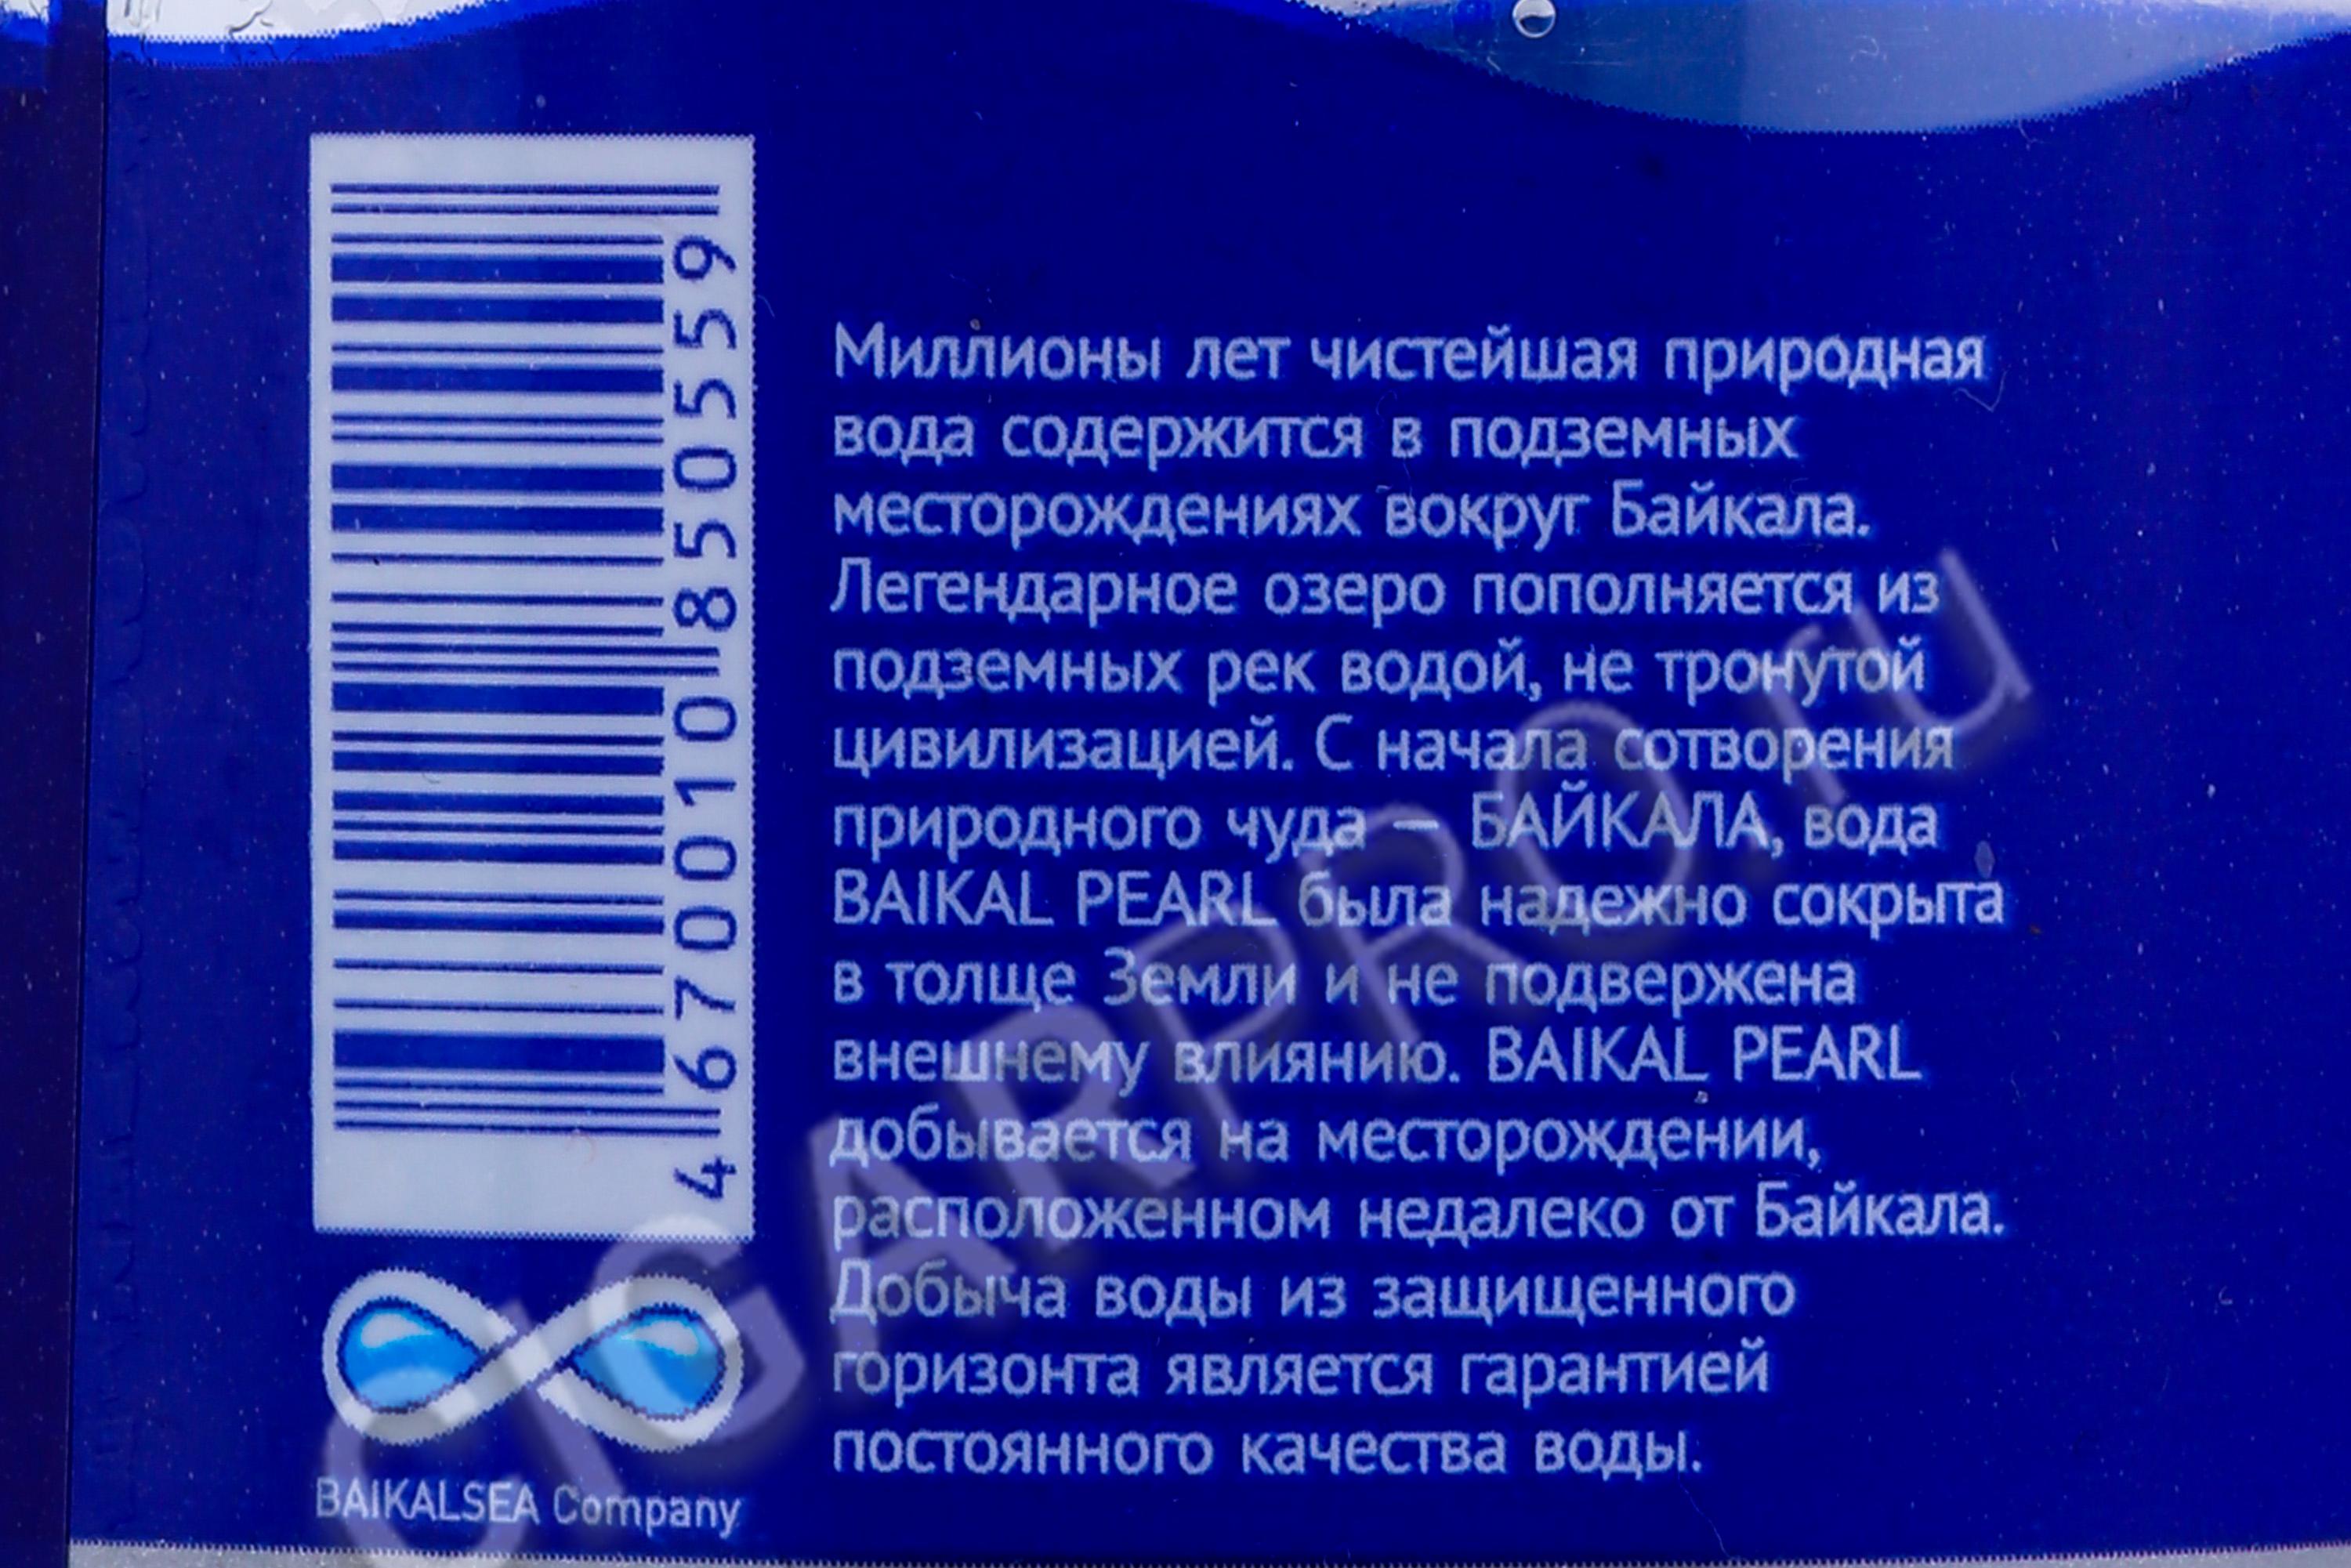 4670010850559
Миллионы лет чистейшая природная
вода содержится в подземных
месторождениях вокруг Байкала.
Легендарное озеро пополняется из
подземных рек водой, не тронутой
цивилизацией. С начала сотворения
природного чуда – БАЙКАЛА, вода
BAIKAL PEARL была надежно сокрыта
в толще Земли и не подвержена
внешнему влиянию. BAIKAL PEARL
добывается на месторождении,
расположенном недалеко от Байкала.
Добыча воды из защищенного
горизонта является гарантией
постоянного качества воды.
BAIKALSEA Company
CIGARPRO.ru